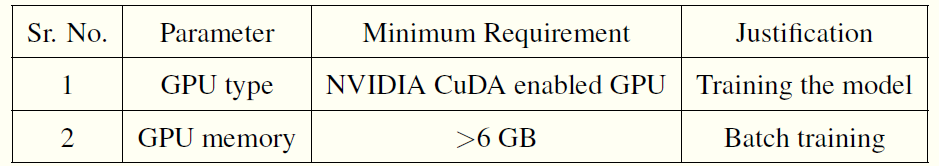 Sr. No. Parameter Minimum Requirement Justification
1 GPU type NVIDIA CuDA enabled GPU Training the model
2 GPU memory >6 GB Batch training